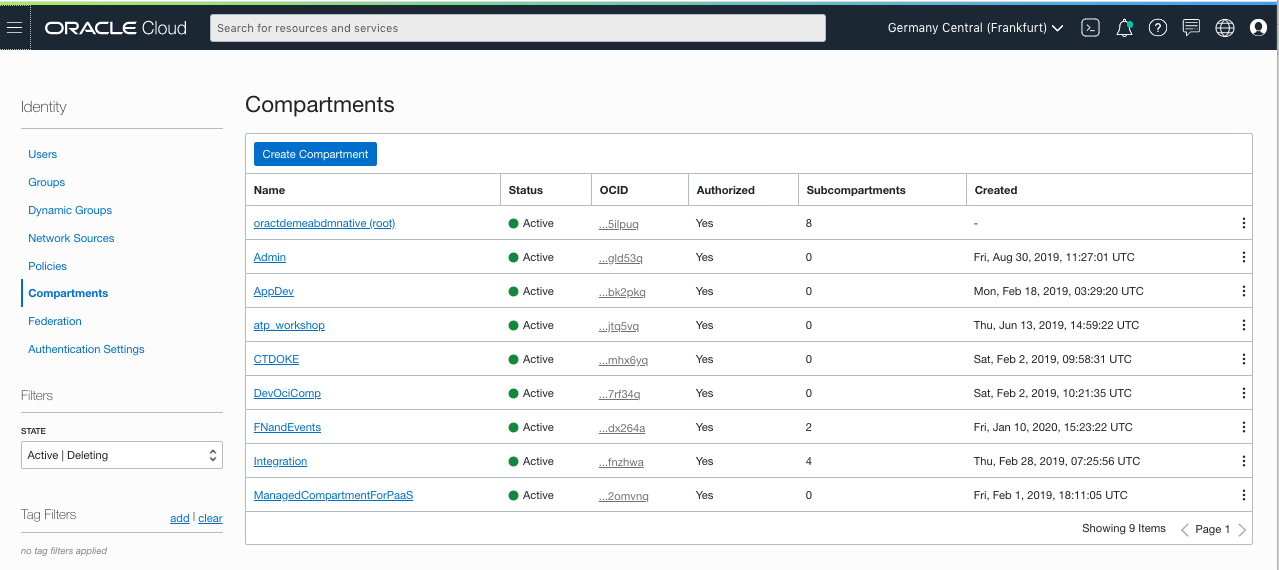 ORACLE Cloud
Search for resources and services
Germany Central (Frankfurt)
Identity
Users
Groups
Dynamic Groups
Network Sources
Policies
Compartments
Federation
Authentication Settings
Filters
STATE
Active | Deleting
Tag Filters add | clear
no tag filters applied
Compartments
Create Compartment
Name Status OCID Authorized Subcompartments Created
oractdemeabdmnative (root) Active ...5ilpuq Yes 8 -
Admin Active ...gld53q Yes 0 Fri, Aug 30, 2019, 11:27:01 UTC
AppDev Active ...bk2pkq Yes 0 Mon, Feb 18, 2019, 03:29:20 UTC
atp_workshop Active ...jtq5vq Yes 0 Thu, Jun 13, 2019, 14:59:22 UTC
CTDOKE Active ...mhx6yq Yes 0 Sat, Feb 2, 2019, 09:58:31 UTC
DevOciComp Active ...7rf34q Yes 0 Sat, Feb 2, 2019, 10:21:35 UTC
FNandEvents Active ...dx264a Yes 2 Fri, Jan 10, 2020, 15:23:22 UTC
Integration Active ...fnzhwa Yes 4 Thu, Feb 28, 2019, 07:25:56 UTC
ManagedCompartmentForPaaS Active ...2omvnq Yes 0 Fri, Feb 1, 2019, 18:11:05 UTC
Showing 9 Items Page 1